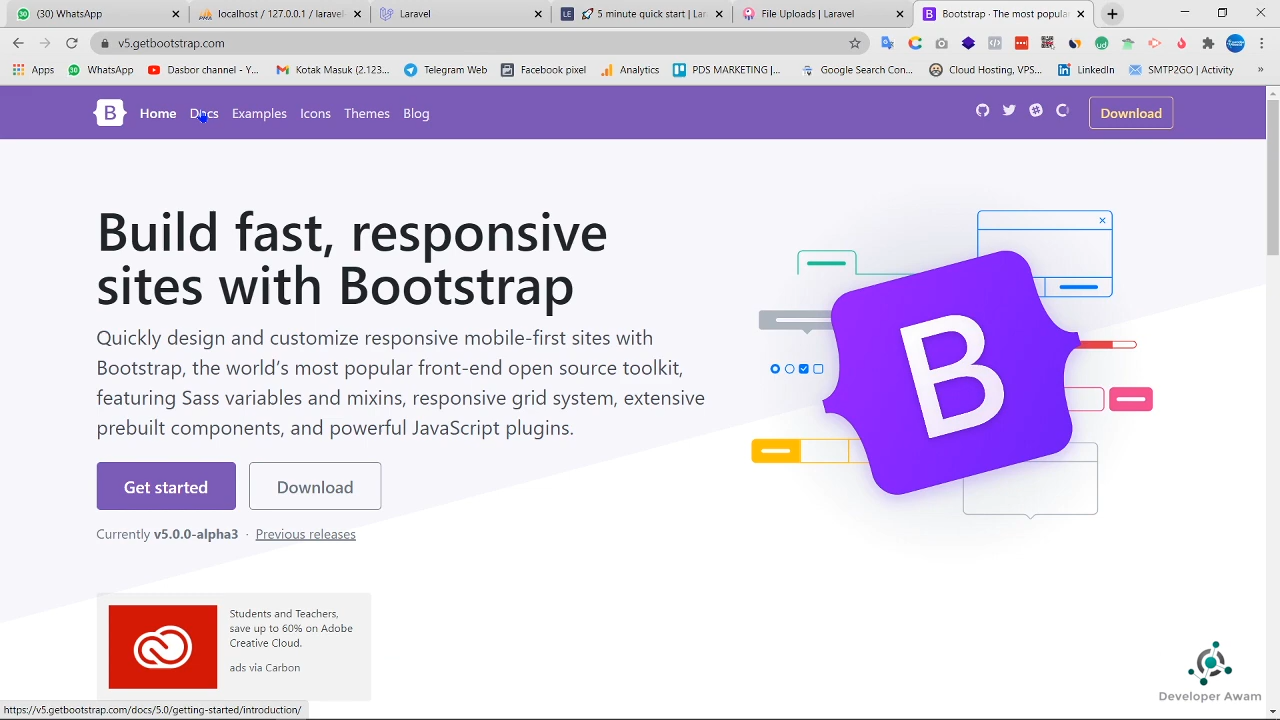 (30) WhatsApp
localhost / 127.0.0.1 / laravel
Laravel
5 minute quick start | Lar
File Uploads | Laravel
Bootstrap · The most popular
v5.getbootstrap.com
Apps
WhatsApp
Dasbor channel - Y...
Kotak Masuk (2.123...
Telegram Web
Facebook pixel
Analytics
PDS MARKETING |...
Google Search Con...
Cloud Hosting, VPS...
LinkedIn
SMTP2GO | Activity
»
B
Home
Docs
Examples
Icons
Themes
Blog
Download
Build fast, responsive
sites with Bootstrap
Quickly design and customize responsive mobile-first sites with
Bootstrap, the world’s most popular front-end open source toolkit,
featuring Sass variables and mixins, responsive grid system, extensive
prebuilt components, and powerful JavaScript plugins.
B
Get started
Download
Currently v5.0.0-alpha3 · Previous releases
Students and Teachers,
save up to 60% on Adobe
Creative Cloud.
ads via Carbon
Developer Awam
https://v5.getbootstrap.com/docs/5.0/getting-started/introduction/